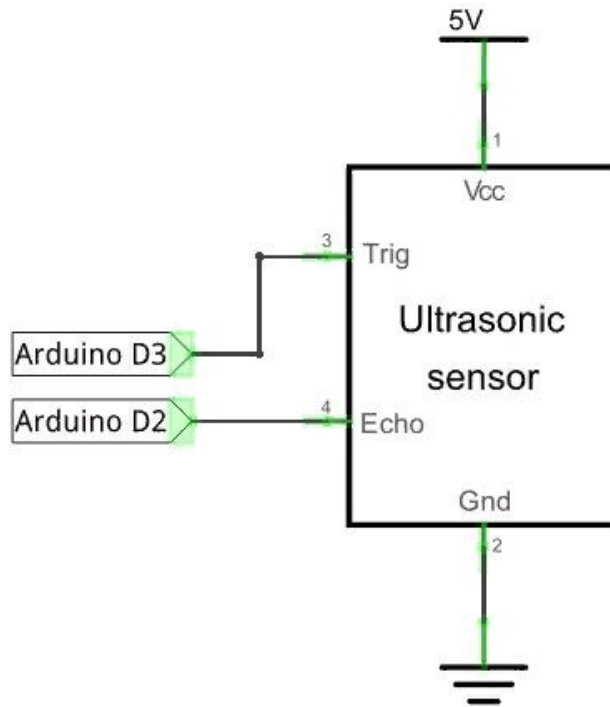 5V
1
Vcc
3
Trig
Ultrasonic
sensor
Arduino D3
Arduino D2
4
Echo
Gnd
2